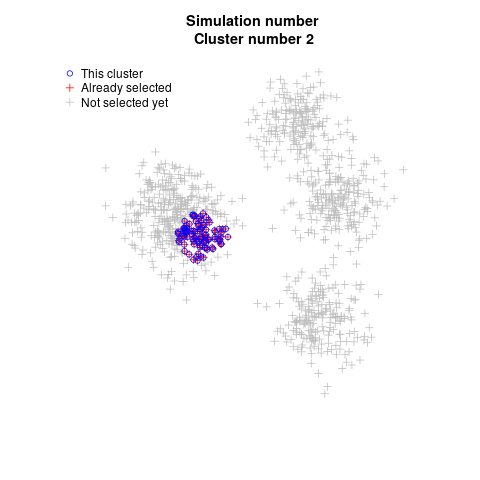 Simulation number
Cluster number 2
This cluster
Already selected
Not selected yet